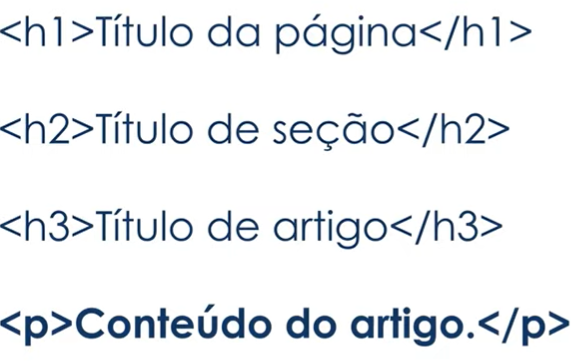 <h1>Título da página</h1>
<h2>Título de seção</h2>
<h3>Título de artigo</h3>
<p>Conteúdo do artigo.</p>